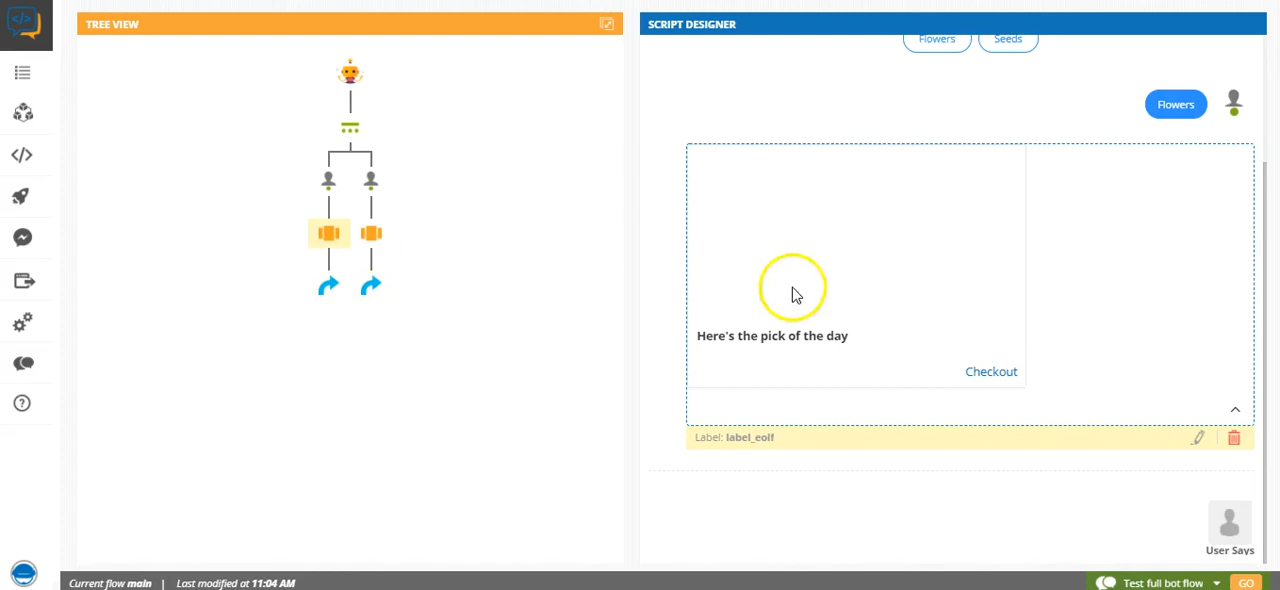 TREE VIEW
SCRIPT DESIGNER
Flowers
Seeds
Flowers
Here's the pick of the day
Checkout
Label: label_eolf
User Says
Current flow main | Last modified at 11:04 AM
Test full bot flow
GO